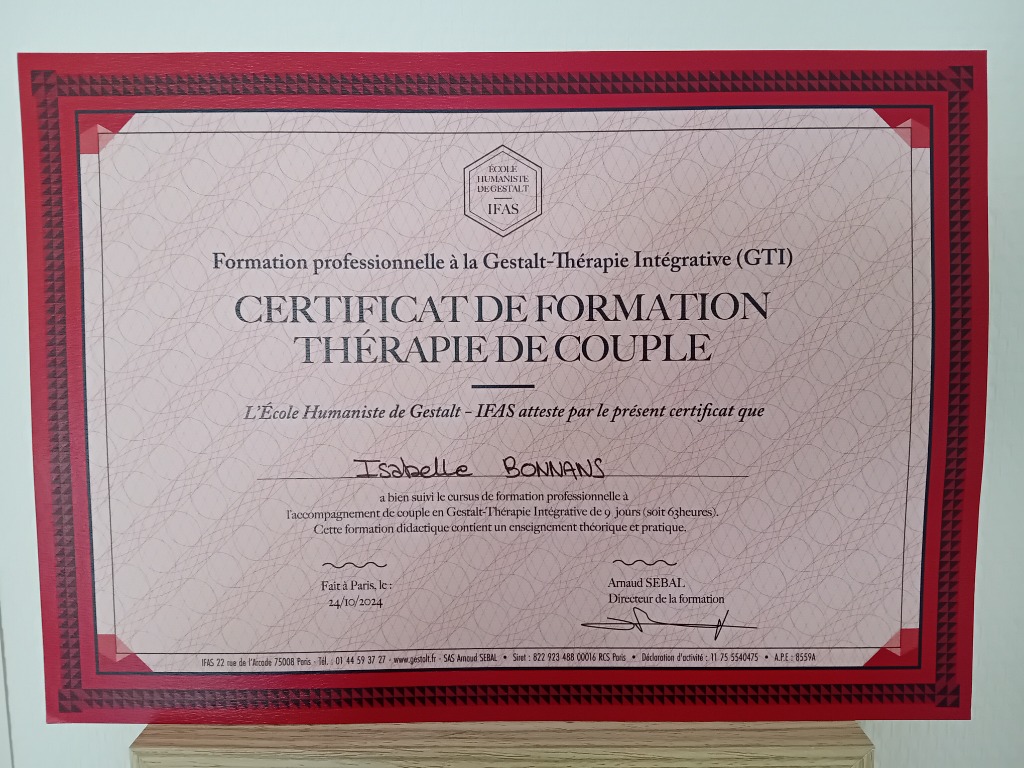 ÉCOLE
HUMANISTE
DE GESTALT
IFAS
Formation professionnelle à la Gestalt-Thérapie Intégrative (GTI)
CERTIFICAT DE FORMATION
THÉRAPIE DE COUPLE
L'École Humaniste de Gestalt - IFAS atteste par le présent certificat que
Isabelle BONNANS
a bien suivi le cursus de formation professionnelle à
l'accompagnement de couple en Gestalt-Thérapie Intégrative de 9 jours (soit 63heures).
Cette formation didactique contient un enseignement théorique et pratique.
Fait à Paris, le :
24/10/2024
Arnaud SEBAL
Directeur de la formation
IFAS 22 rue de l'Arcade 75008 Paris - Tél. : 01 44 59 37 27 - www.gestalt.fr - SAS Arnaud SEBAL • Siret : 822 923 488 00016 RCS Paris • Déclaration d'activité : 11 75 5540475 • A.P.E : 8559A